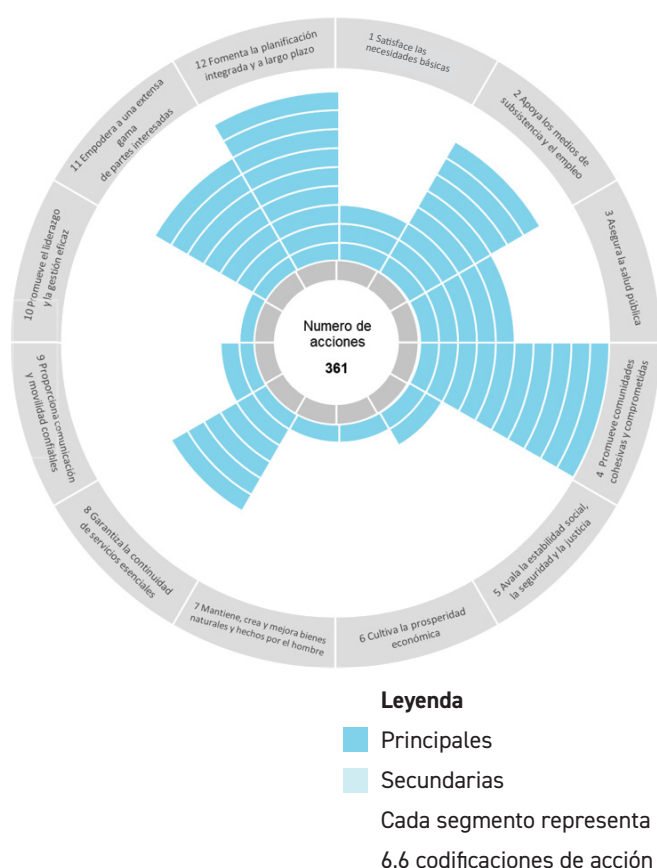 1 Satisface las
necesidades básicas
2 Apoya los medios de
subsistencia y el empleo
3 Asegura la salud pública
4 Promueve comunidades
cohesivas y comprometidas
5 Avala la estabilidad social,
la seguridad y la justicia
6 Cultiva la prosperidad
económica
7 Mantiene, crea y mejora bienes
naturales y hechos por el hombre
8 Garantiza la continuidad
de servicios esenciales
9 Proporciona comunicación
y movilidad confiables
10 Promueve el liderazgo
y la gestión eficaz
11 Empodera a una extensa
gama
de partes interesadas
12 Fomenta la planificación
integrada y a largo plazo
Numero de
acciones
361
Leyenda
Principales
Secundarias
Cada segmento representa
6.6 codificaciones de acción